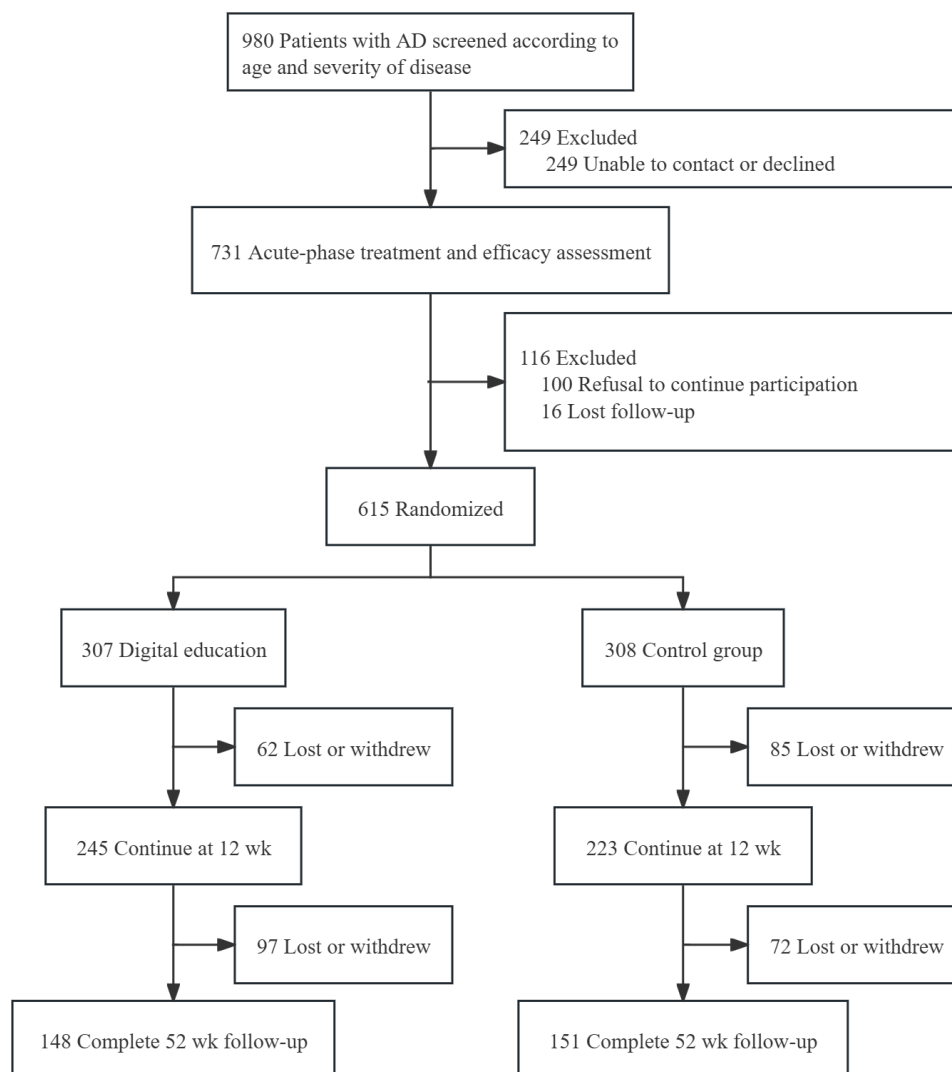 980 Patients with AD screened according to
age and severity of disease
249 Excluded
249 Unable to contact or declined
731 Acute-phase treatment and efficacy assessment
116 Excluded
100 Refusal to continue participation
16 Lost follow-up
615 Randomized
307 Digital education
308 Control group
62 Lost or withdrew
85 Lost or withdrew
245 Continue at 12 wk
223 Continue at 12 wk
97 Lost or withdrew
72 Lost or withdrew
148 Complete 52 wk follow-up
151 Complete 52 wk follow-up